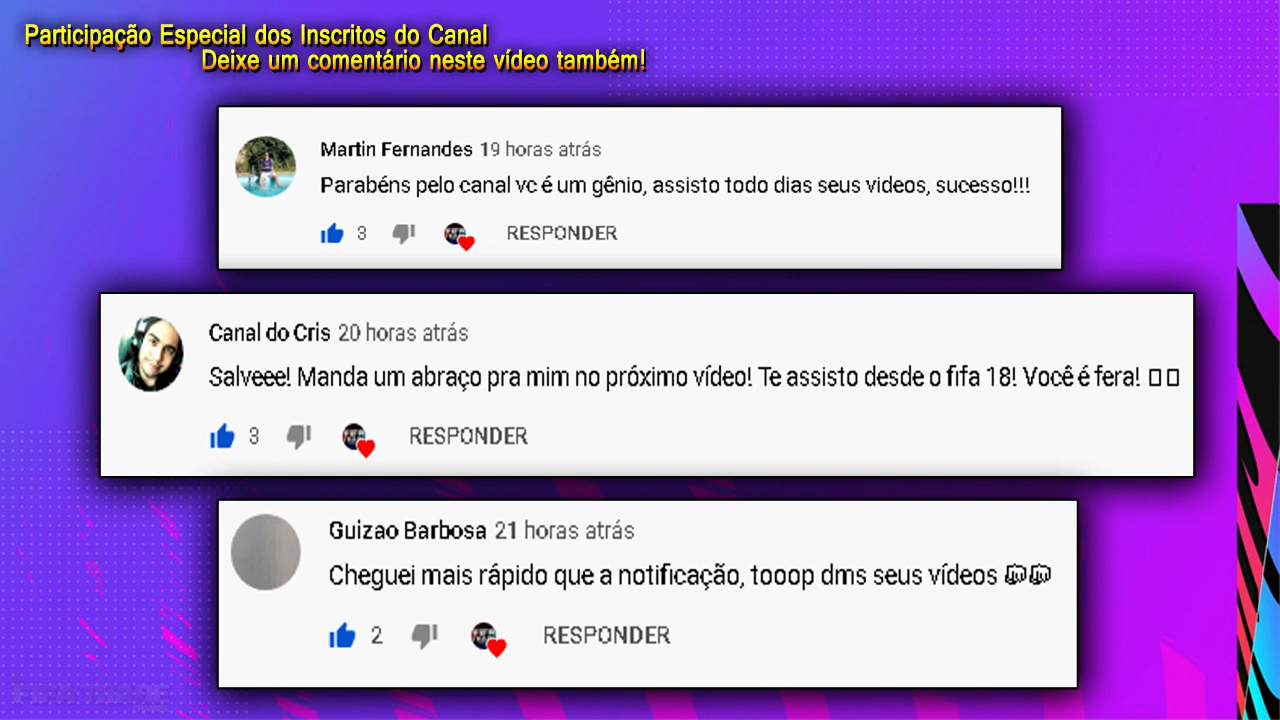 Participação Especial dos Inscritos do Canal
Deixe um comentário neste vídeo também!
Martin Fernandes 19 horas atrás
Parabéns pelo canal vc é um gênio, assisto todo dias seus videos, sucesso!!!
3 RESPONDER
Canal do Cris 20 horas atrás
Salveee! Manda um abraço pra mim no próximo vídeo! Te assisto desde o fifa 18! Você é fera!
3 RESPONDER
Guizao Barbosa 21 horas atrás
Cheguei mais rápido que a notificação, tooop dms seus vídeos
2 RESPONDER